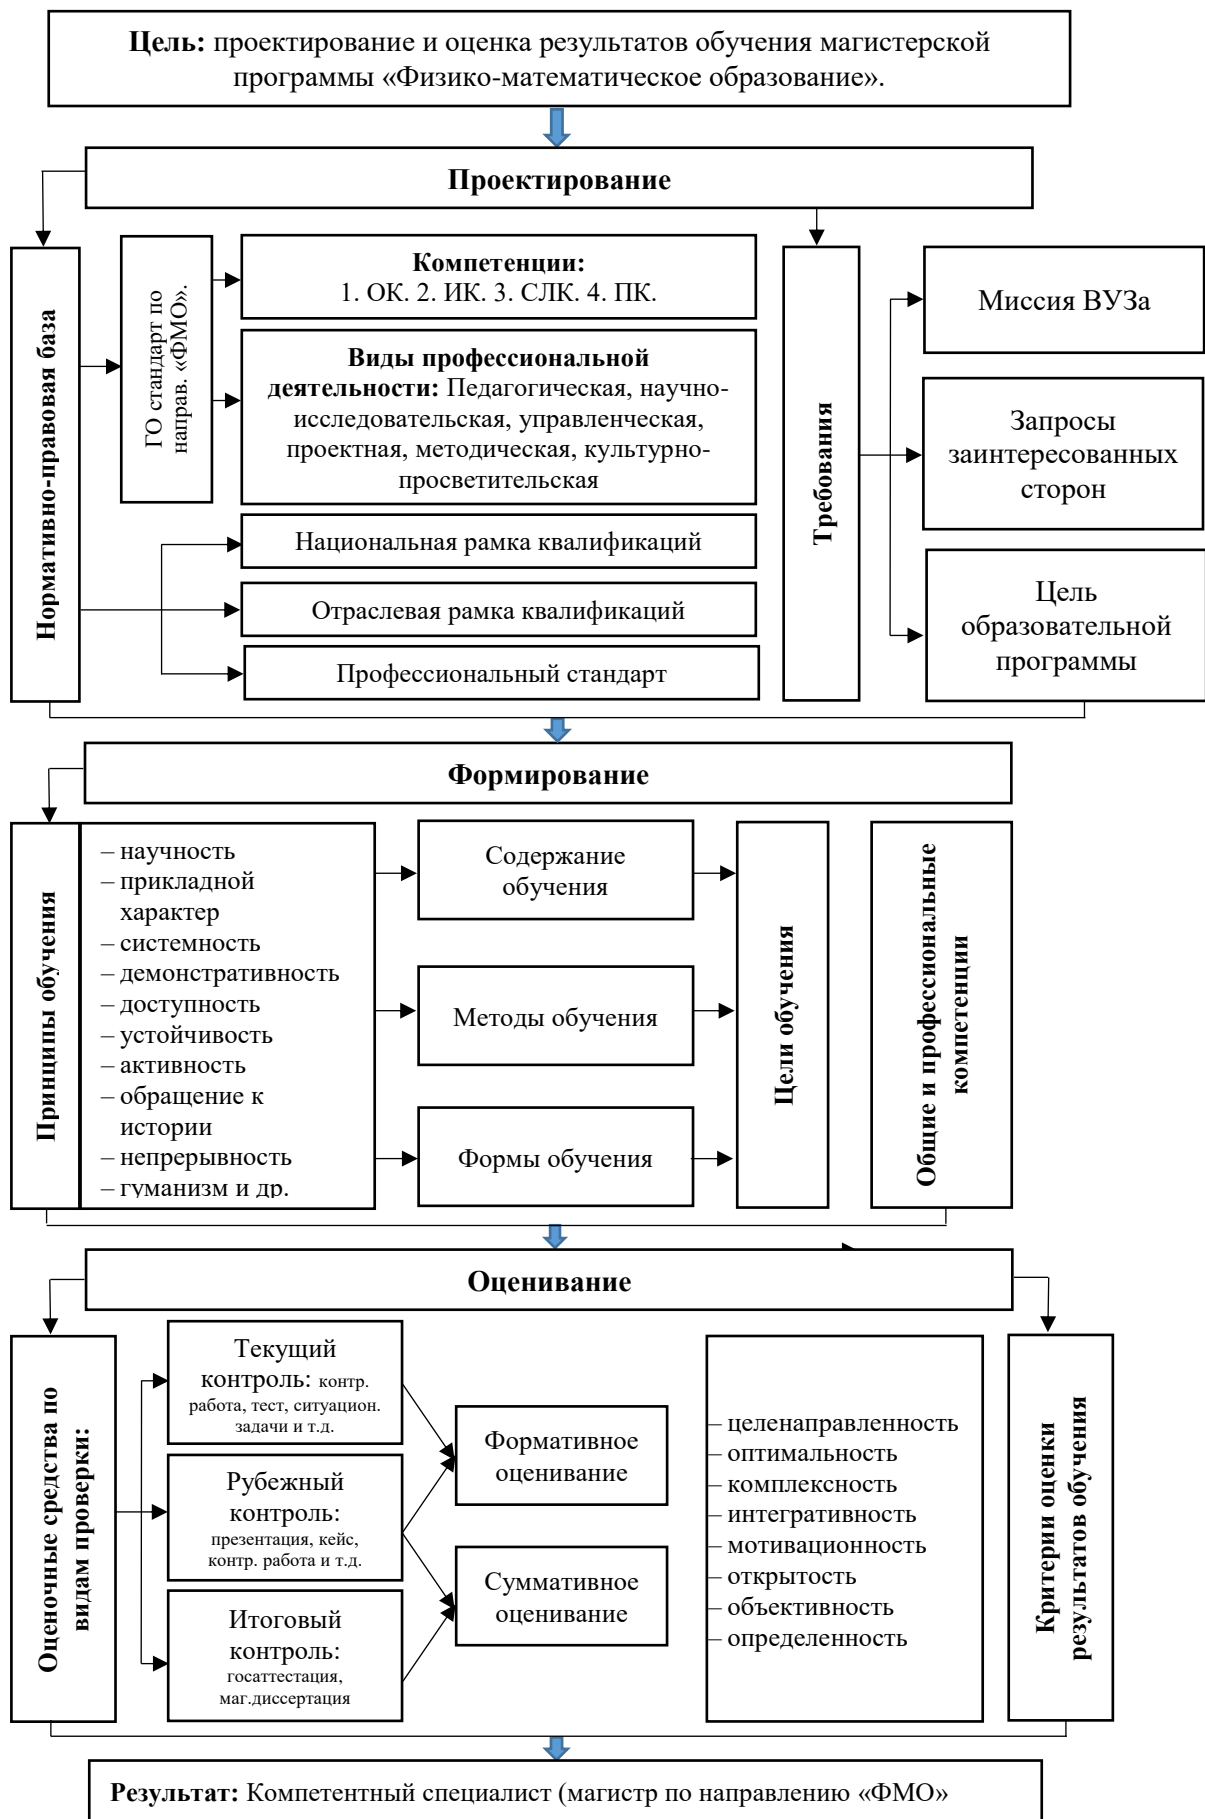 Цель: проектирование и оценка результатов обучения магистерской
программы «Физико-математическое образование».
Проектирование
Нормативно-правовая база
ГО стандарт по
направ. «ФМО».
Компетенции:
1. ОК. 2. ИК. 3. СЛК. 4. ПК.
Виды профессиональной
деятельности: Педагогическая, научно-
исследовательская, управленческая,
проектная, методическая, культурно-
просветительская
Национальная рамка квалификаций
Отраслевая рамка квалификаций
Профессиональный стандарт
Требования
Миссия ВУЗа
Запросы
заинтересованных
сторон
Цель
образовательной
программы
Формирование
Принципы обучения
– научность
– прикладной
характер
– системность
– демонстративность
– доступность
– устойчивость
– активность
– обращение к
истории
– непрерывность
– гуманизм и др.
Содержание
обучения
Методы обучения
Формы обучения
Цели обучения
Общие и профессиональные
компетенции
Оценивание
Оценочные средства по
видам проверки:
Текущий
контроль: контр.
работа, тест, ситуацион.
задачи и т.д.
Рубежный
контроль:
презентация, кейс,
контр. работа и т.д.
Итоговый
контроль:
госаттестация,
маг.диссертация
Формативное
оценивание
Суммативное
оценивание
– целенаправленность
– оптимальность
– комплексность
– интегративность
– мотивационность
– открытость
– объективность
– определенность
Критерии оценки
результатов обучения
Результат: Компетентный специалист (магистр по направлению «ФМО»